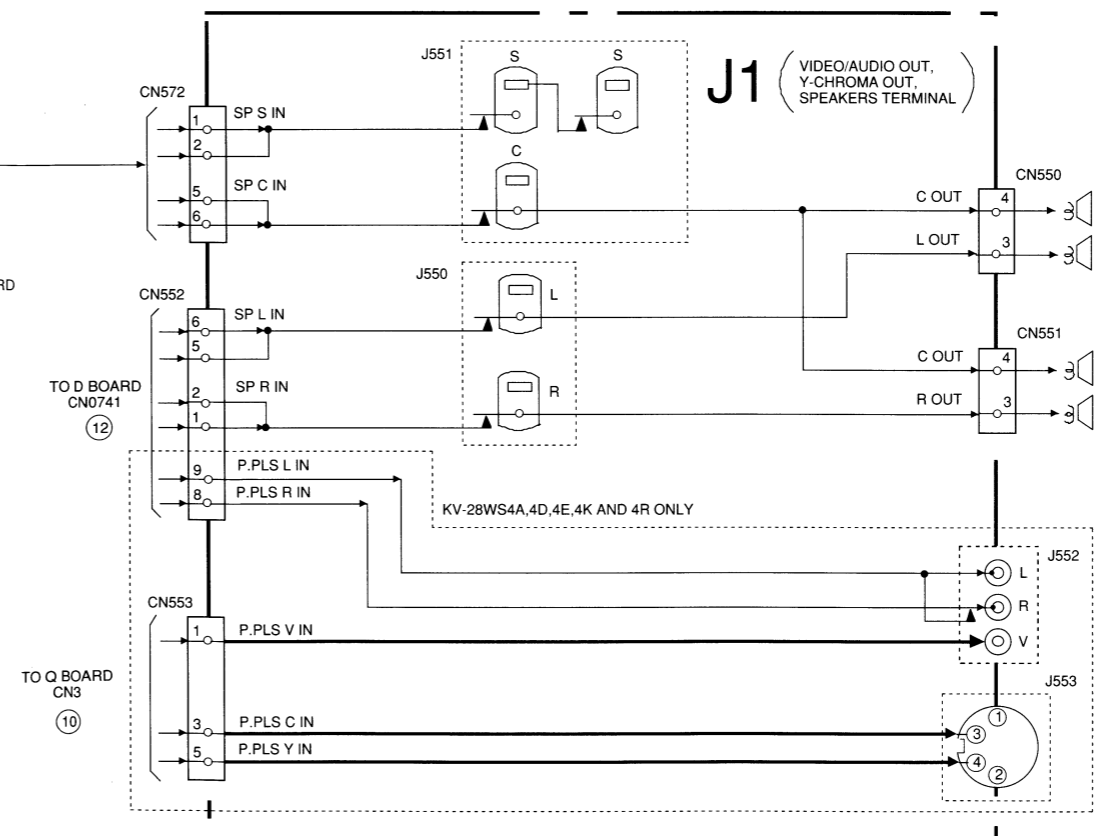 J551
S
S
J1
VIDEO/AUDIO OUT,
Y-CHROMA OUT,
SPEAKERS TERMINAL
CN572
1
SP S IN
2
C
5
SP C IN
6
CN550
C OUT
4
L OUT
3
RD
CN552
J550
L
6
SP L IN
5
CN551
C OUT
4
TO D BOARD
CN0741
12
2
SP R IN
1
R
R OUT
3
9
P.PLS L IN
8
P.PLS R IN
KV-28WS4A,4D,4E,4K AND 4R ONLY
J552
L
R
V
CN553
1
P.PLS V IN
TO Q BOARD
CN3
10
J553
3
P.PLS C IN
5
P.PLS Y IN
1
3
4
2